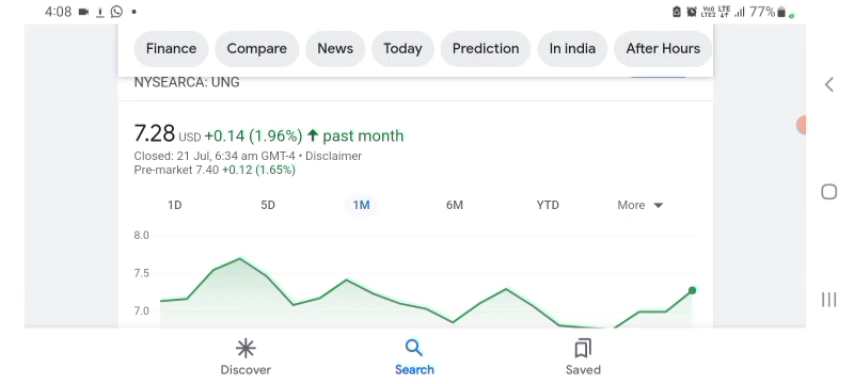 4:08 77%
Finance Compare News Today Prediction In india After Hours
NYSEARCA: UNG
7.28 USD +0.14 (1.96%) ↑ past month
Closed: 21 Jul, 6:34 am GMT-4 • Disclaimer
Pre-market 7.40 +0.12 (1.65%)
1D 5D 1M 6M YTD More
8.0
7.5
7.0
Discover Search Saved